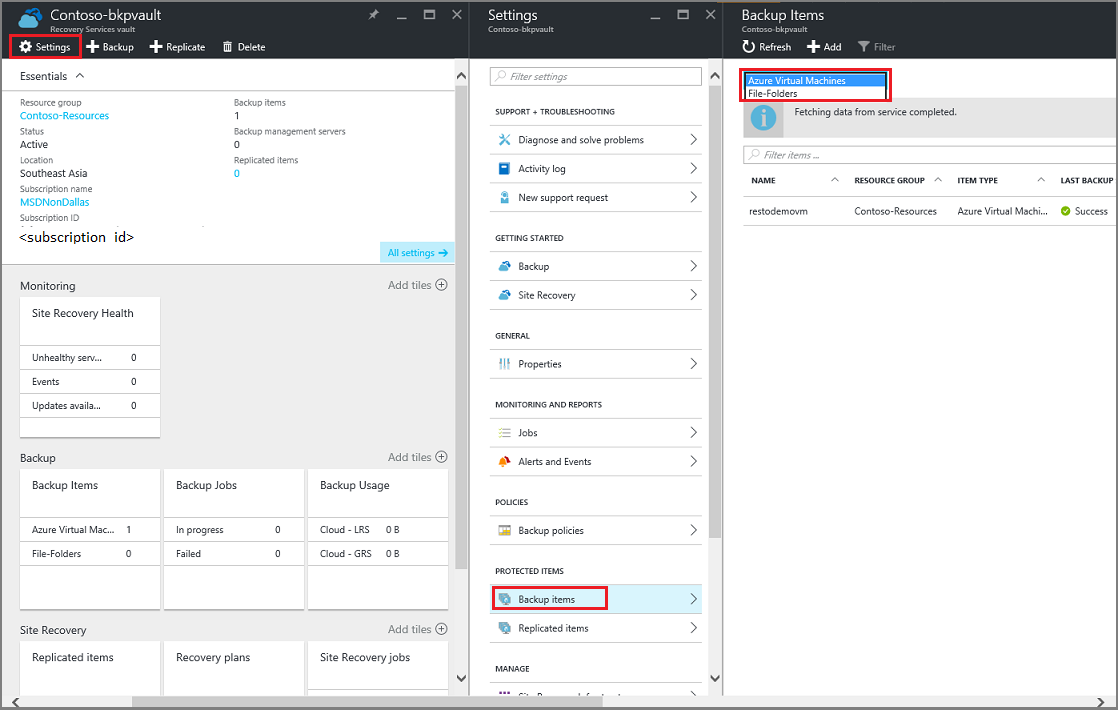 Contoso-bkpvault
Recovery Services vault
Settings
Backup
Replicate
Delete
Essentials
Resource group
Contoso-Resources
Status
Active
Location
Southeast Asia
Subscription name
MSDNonDallas
Subscription ID
<subscription id>
Backup items
1
Backup management servers
0
Replicated items
0
All settings
Monitoring
Add tiles
Site Recovery Health
Unhealthy serv... 0
Events 0
Updates availa... 0
Backup
Add tiles
Backup Items
Azure Virtual Mac... 1
File-Folders 0
Backup Jobs
In progress 0
Failed 0
Backup Usage
Cloud - LRS 0 B
Cloud - GRS 0 B
Site Recovery
Add tiles
Replicated items
Recovery plans
Site Recovery jobs
Settings
Contoso-bkpvault
Filter settings
SUPPORT + TROUBLESHOOTING
Diagnose and solve problems
Activity log
New support request
GETTING STARTED
Backup
Site Recovery
GENERAL
Properties
MONITORING AND REPORTS
Jobs
Alerts and Events
POLICIES
Backup policies
PROTECTED ITEMS
Backup items
Replicated items
MANAGE
Backup Items
Contoso-bkpvault
Refresh
Add
Filter
Azure Virtual Machines
File-Folders
Fetching data from service completed.
Filter items ...
NAME RESOURCE GROUP ITEM TYPE LAST BACKUP
restodemovm Contoso-Resources Azure Virtual Machi... Success